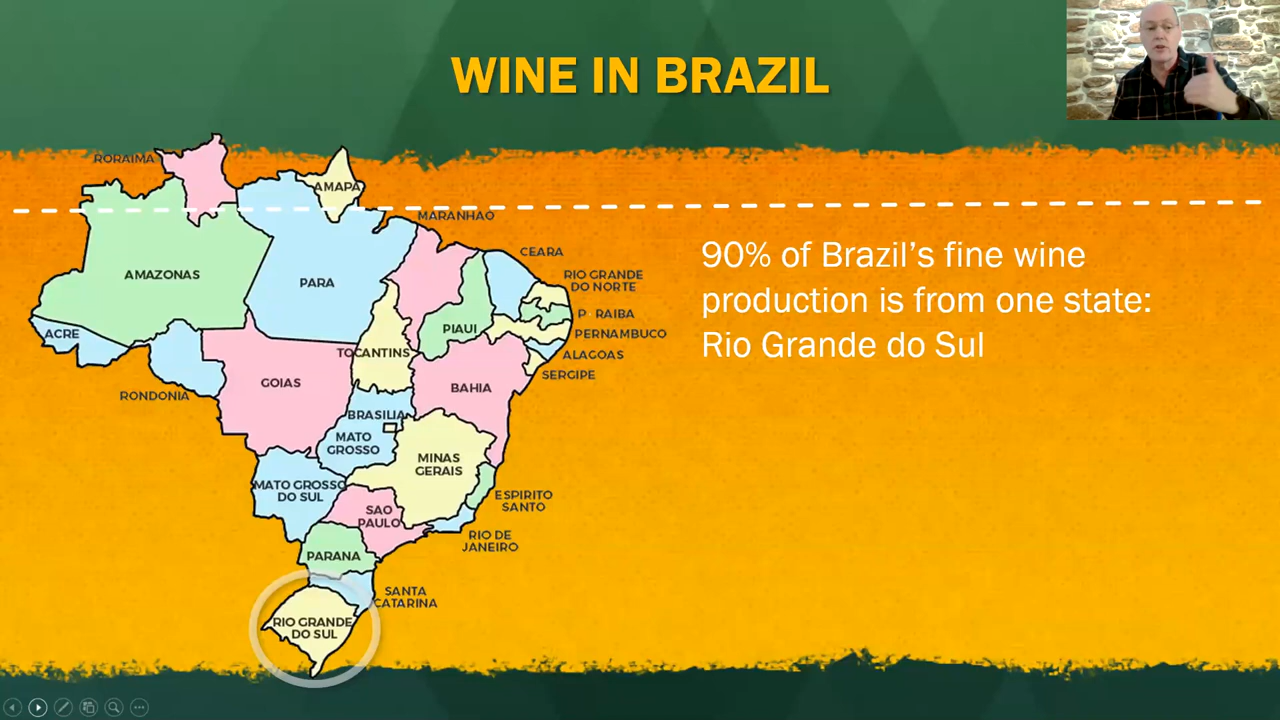 WINE IN BRAZIL
RORAIMA
AMAPA
MARANHAO
CEARA
RIO GRANDE
DO NORTE
AMAZONAS
PARA
P RAIBA
PIAUI
PERNAMBUCO
ACRE
TOCANTINS
ALAGOAS
SERGIPE
GOIAS
BAHIA
RONDONIA
BRASILIA
MATO
GROSSO
MINAS
GERAIS
MATO GROSSO
DO SUL
ESPIRITO
SANTO
SAO
PAULO
RIO DE
JANEIRO
PARANA
SANTA
CATARINA
RIO GRANDE
DO SUL
90% of Brazil’s fine wine
production is from one state:
Rio Grande do Sul